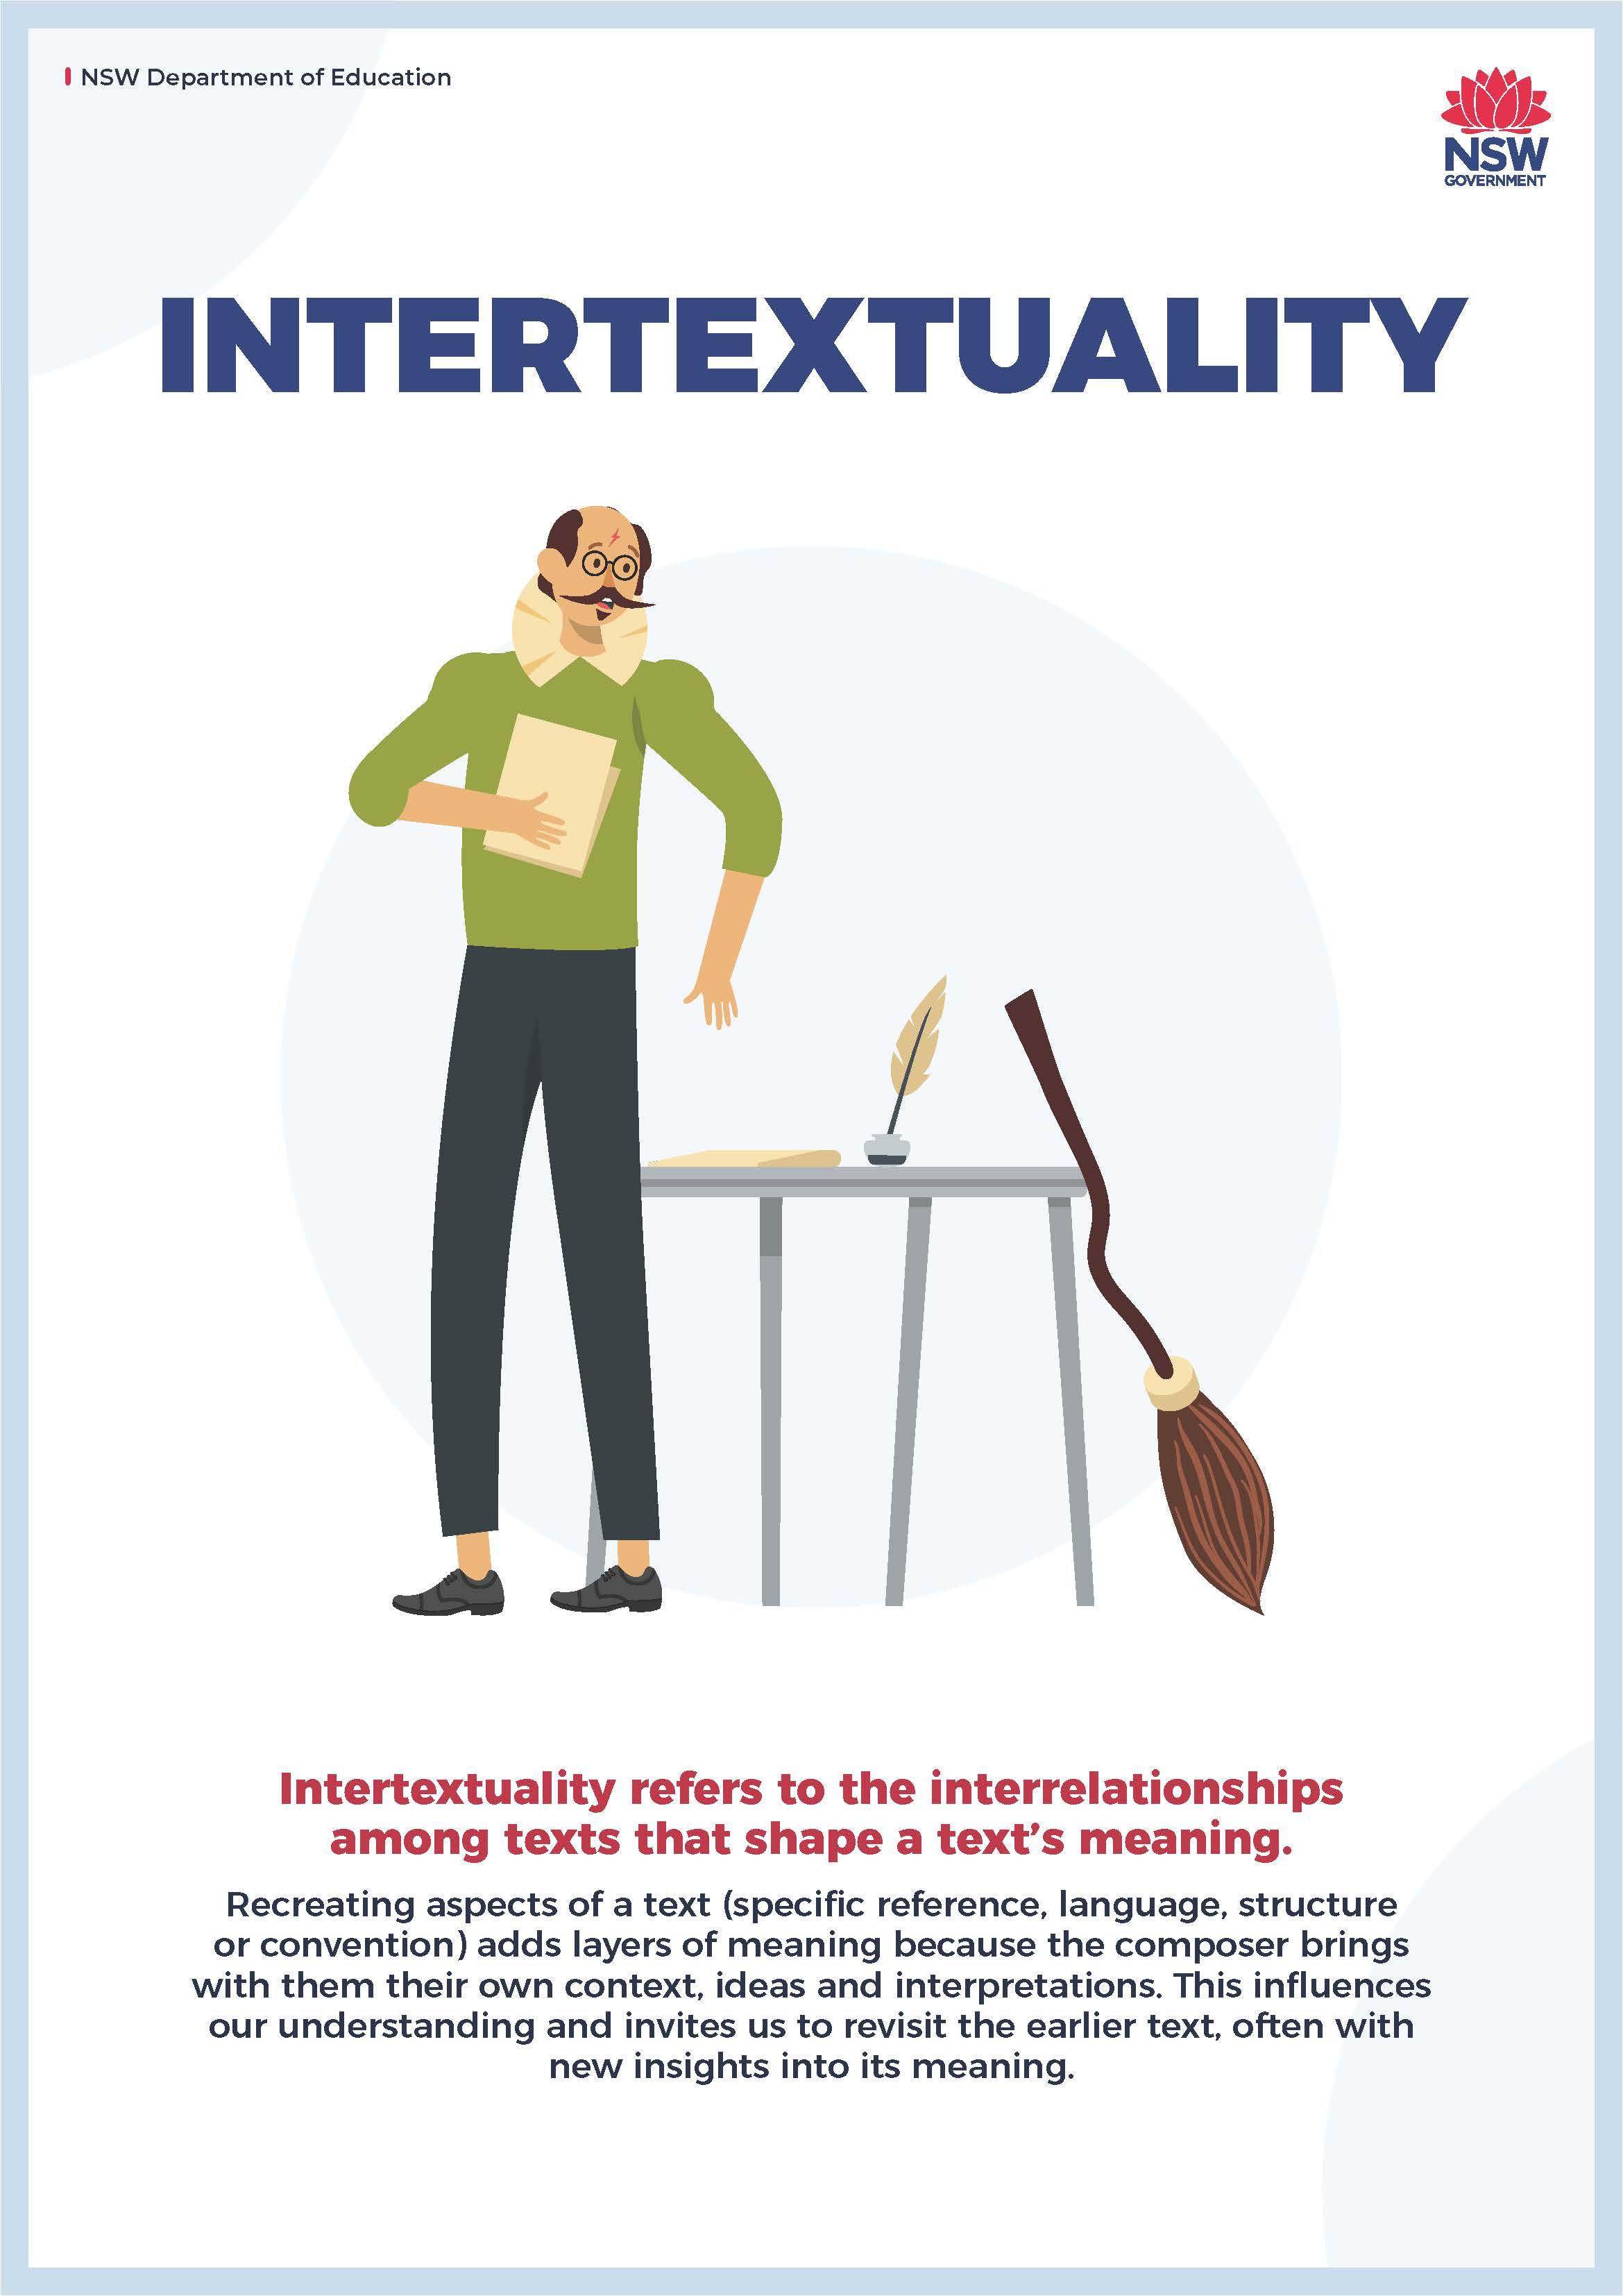 NSW Department of Education
NSW
GOVERNMENT
INTERTEXTUALITY
Intertextuality refers to the interrelationships
among texts that shape a text’s meaning.
Recreating aspects of a text (specific reference, language, structure
or convention) adds layers of meaning because the composer brings
with them their own context, ideas and interpretations. This influences
our understanding and invites us to revisit the earlier text, often with
new insights into its meaning.